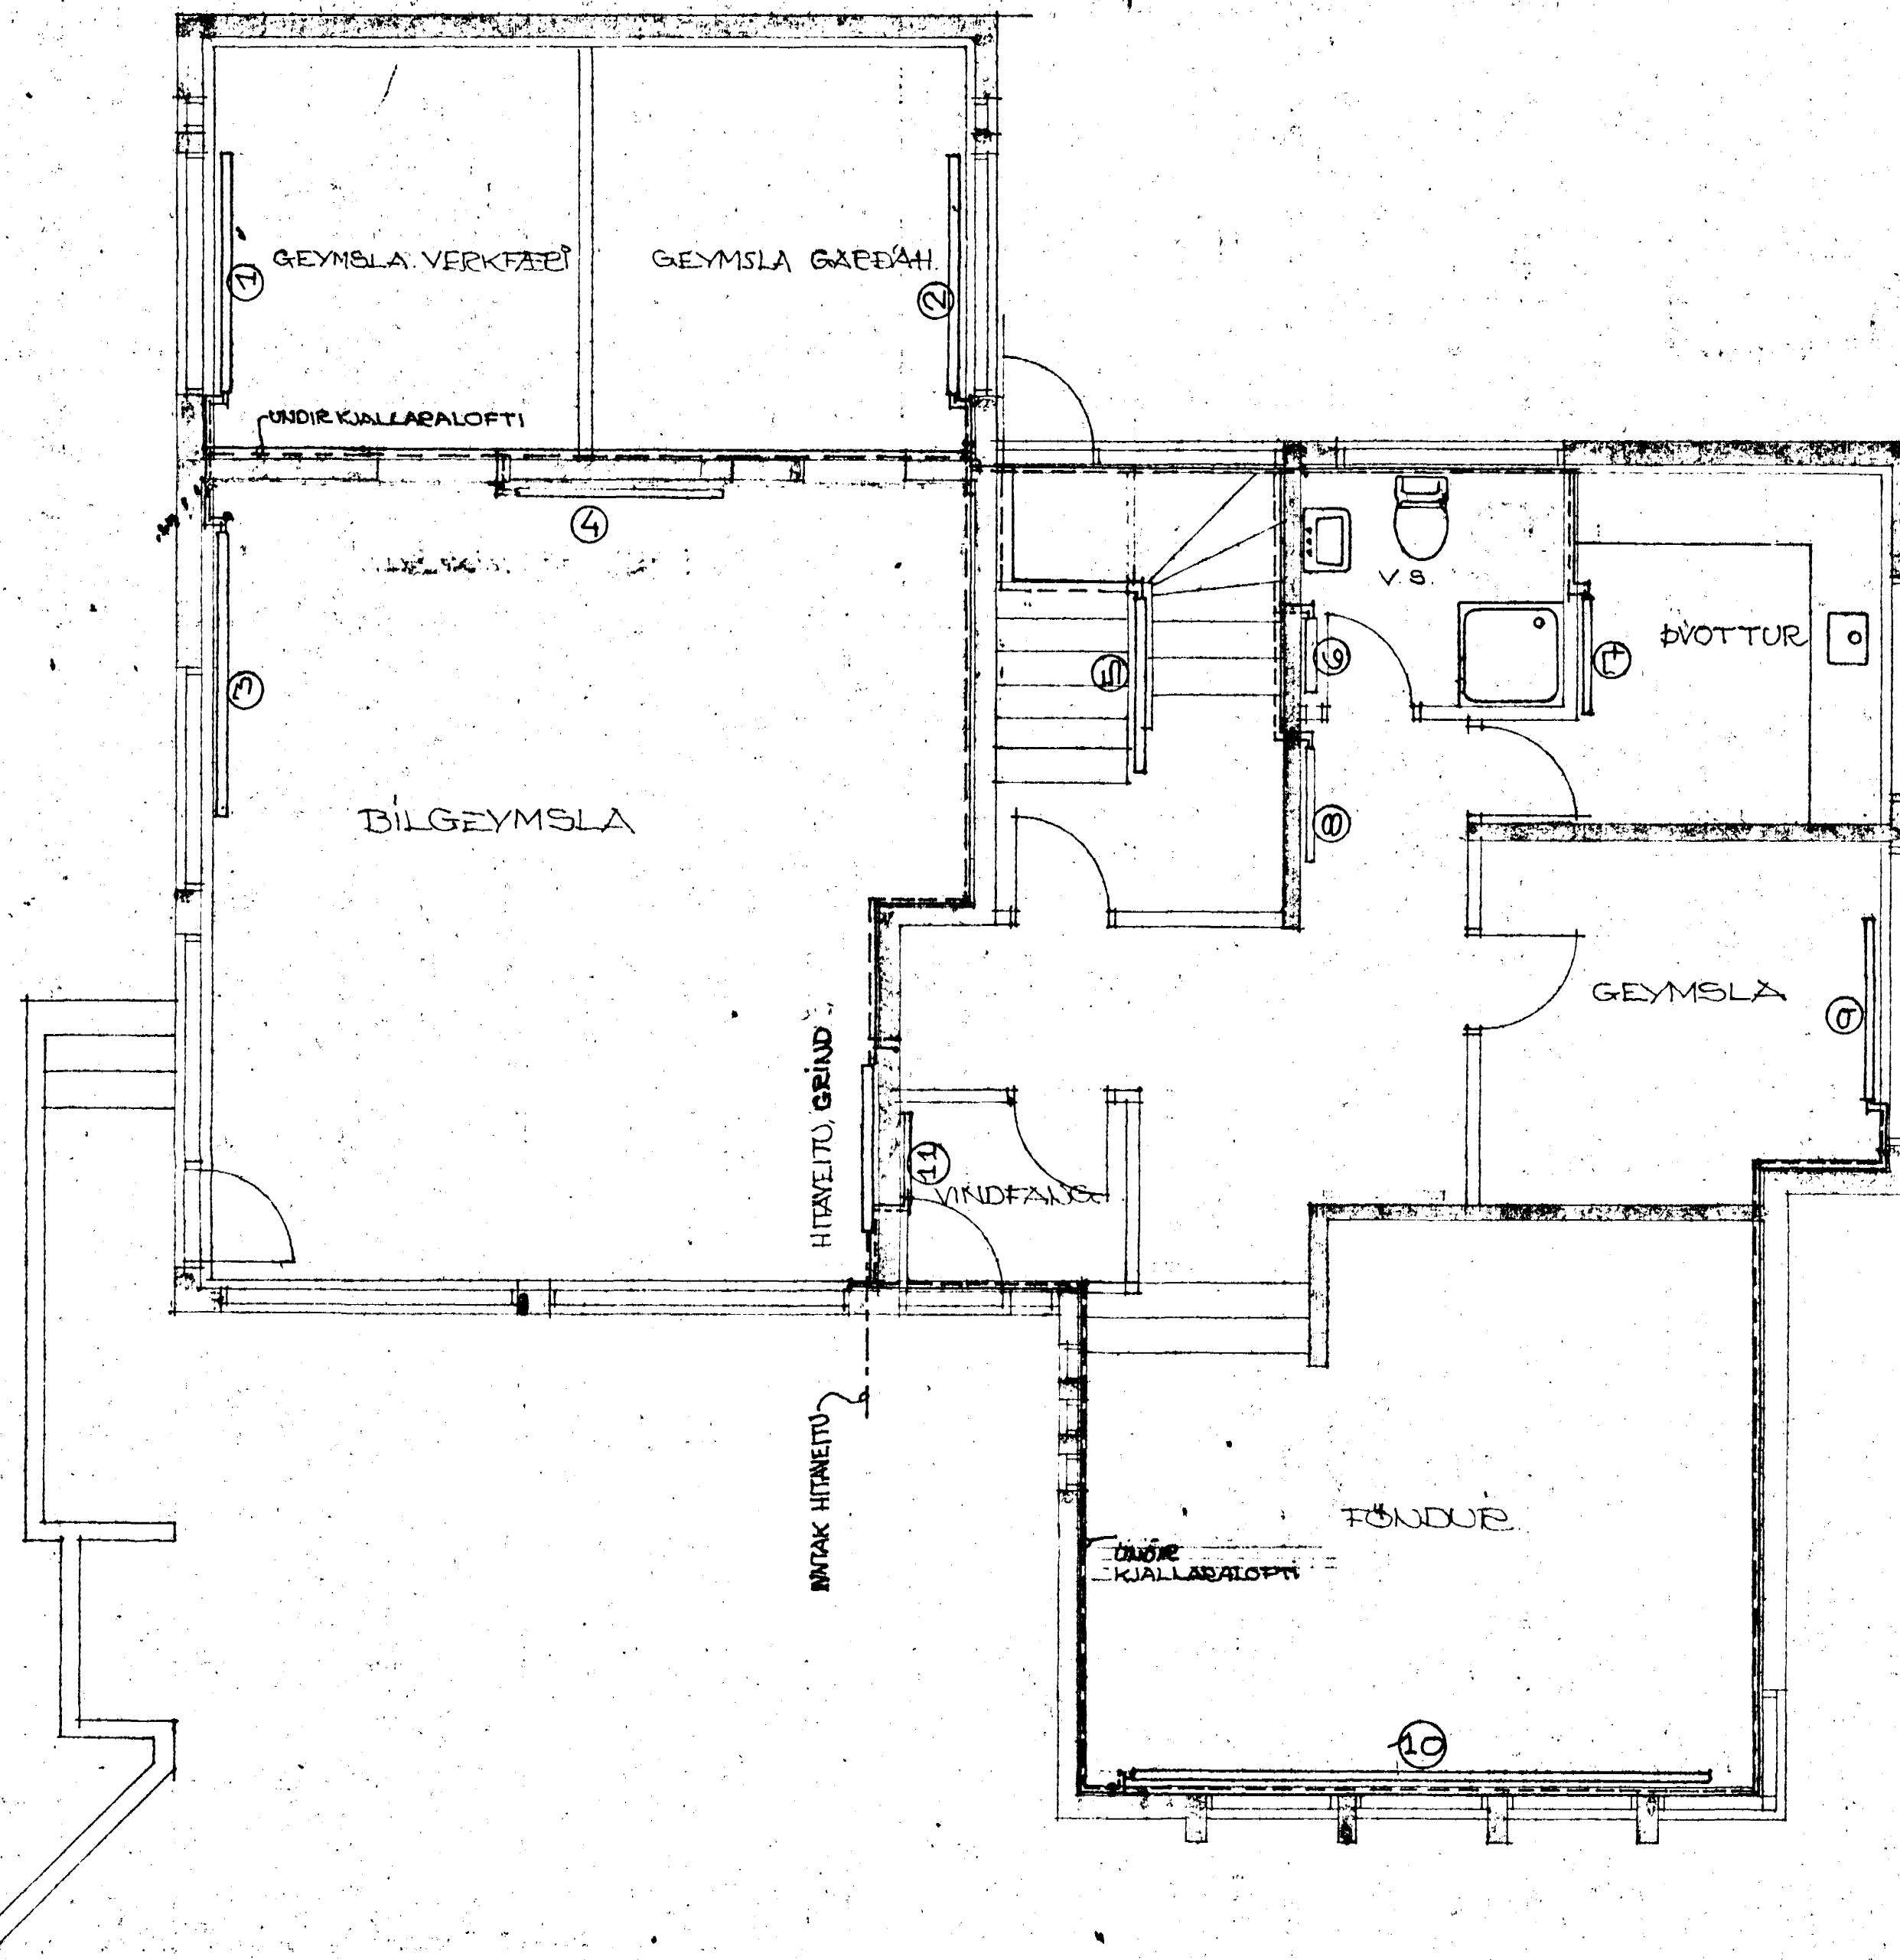 GEYMSLA VERKFÆRI
GEYMSLA GARÐÁH.
1
2
UNDIR KJALLARALOFTI
4
V.S.
ÞVOTTUR
3
5
6
7
BÍLGEYMSLA
8
GEYMSLA
9
HITAVEITU, GRIND
11
VINDFANG
INNTAK HITAVEITU
FÖNDUR
UNDIR
KJALLARALOFTI
10